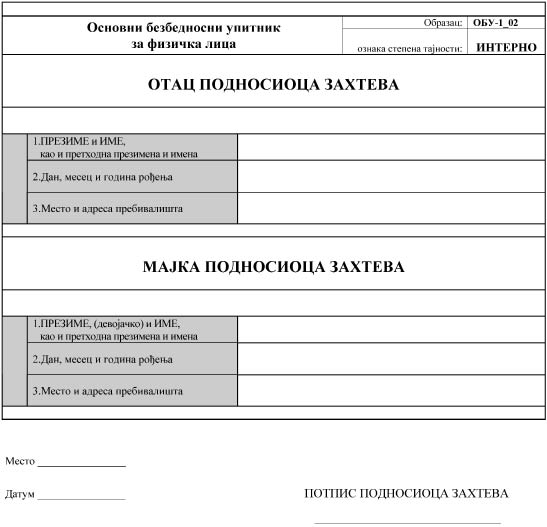 Основни безбедносни упитник
за физичка лица
Образац: ОБУ-1_02
ознака степена тајности: ИНТЕРНО
ОТАЦ ПОДНОСИОЦА ЗАХТЕВА
1.ПРЕЗИМЕ и ИМЕ,
као и претходна презимена и имена
2.Дан, месец и година рођења
3.Место и адреса пребивалишта
МАЈКА ПОДНОСИОЦА ЗАХТЕВА
1.ПРЕЗИМЕ, (девојачко) и ИМЕ,
као и претходна презимена и имена
2.Дан, месец и година рођења
3.Место и адреса пребивалишта
Место ________________
Датум ________________
ПОТПИС ПОДНОСИОЦА ЗАХТЕВА